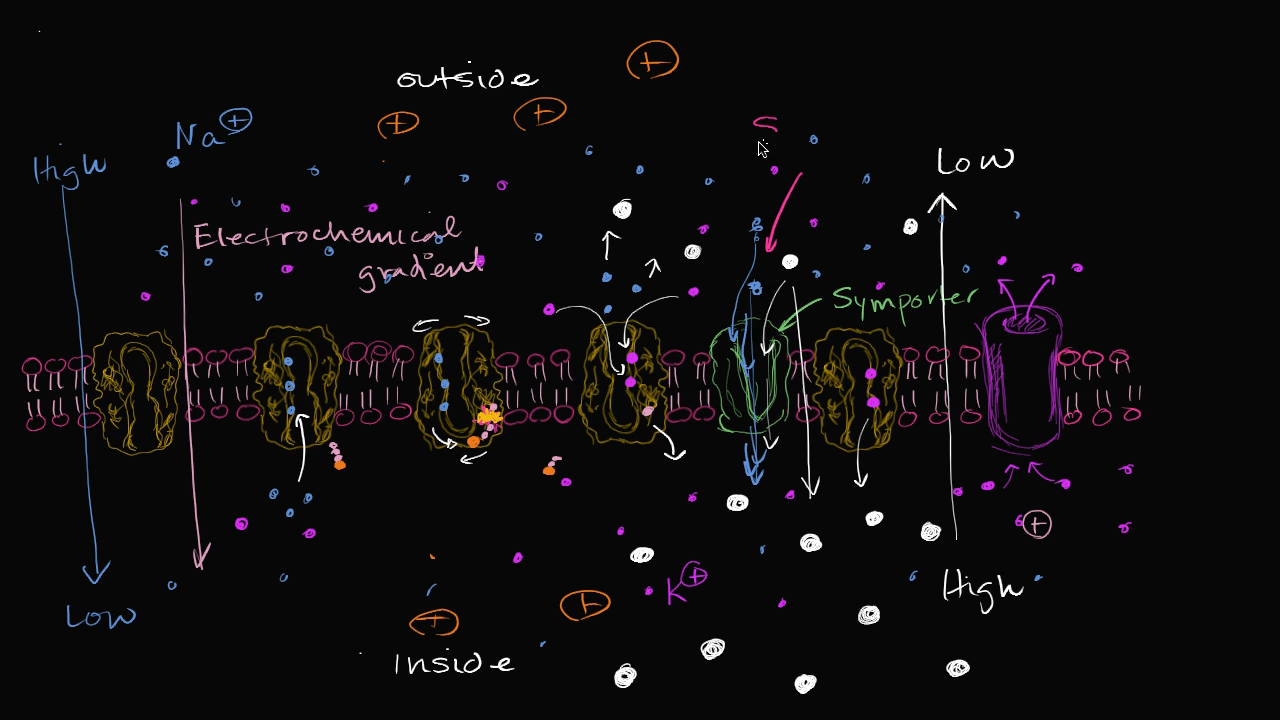 outside
+
+
+
Na+
High
S
Low
Electrochemical
gradient
Symporter
+
K+
High
Low
+
+
inside